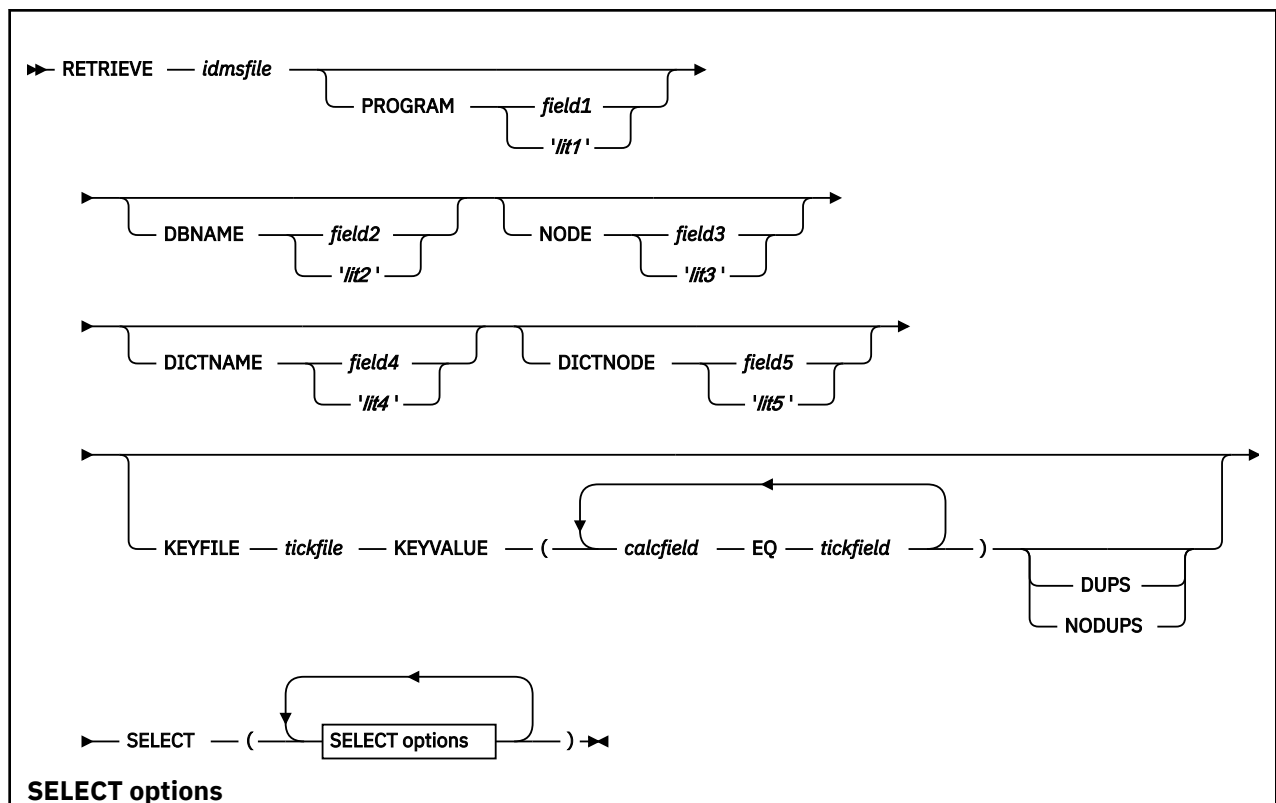 RETRIEVE idmsfile
PROGRAM field1
'lit1'
DBNAME field2 NODE field3
'lit2' 'lit3'
DICTNAME field4 DICTNODE field5
'lit4' 'lit5'
KEYFILE tickfile KEYVALUE ( calcfield EQ tickfield )
DUPS
NODUPS
SELECT ( SELECT options )
SELECT options